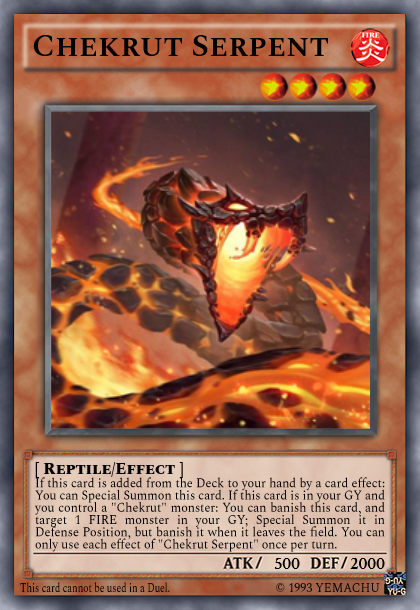 CHEKRUT SERPENT
FIRE
炎
[ REPTILE/EFFECT ]
If this card is added from the Deck to your hand by a card effect:
You can Special Summon this card. If this card is in your GY and
you control a "Chekrut" monster: You can banish this card, and
target 1 FIRE monster in your GY; Special Summon it in
Defense Position, but banish it when it leaves the field. You can
only use each effect of "Chekrut Serpent" once per turn.
ATK/ 500 DEF/2000
This card cannot be used in a Duel. © 1993 YEMACHU